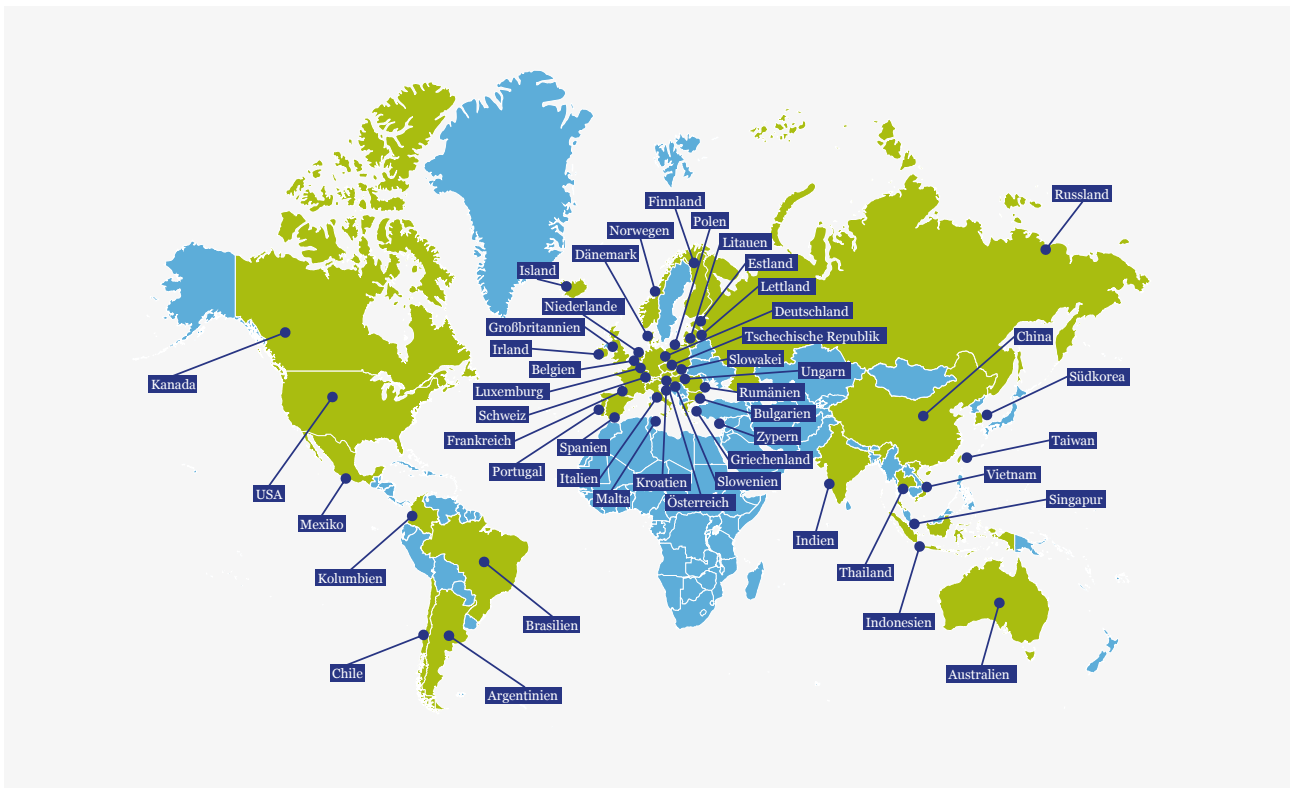 Russland
Finnland
Polen
Norwegen
Litauen
Dänemark
Estland
Island
Lettland
Niederlande
Deutschland
Großbritannien
Tschechische Republik
China
Irland
Slowakei
Belgien
Ungarn
Südkorea
Kanada
Luxemburg
Rumänien
Schweiz
Bulgarien
Frankreich
Zypern
Taiwan
Spanien
Griechenland
Portugal
Vietnam
Italien
Kroatien
Slowenien
USA
Malta
Österreich
Singapur
Mexiko
Indien
Thailand
Kolumbien
Brasilien
Indonesien
Chile
Australien
Argentinien